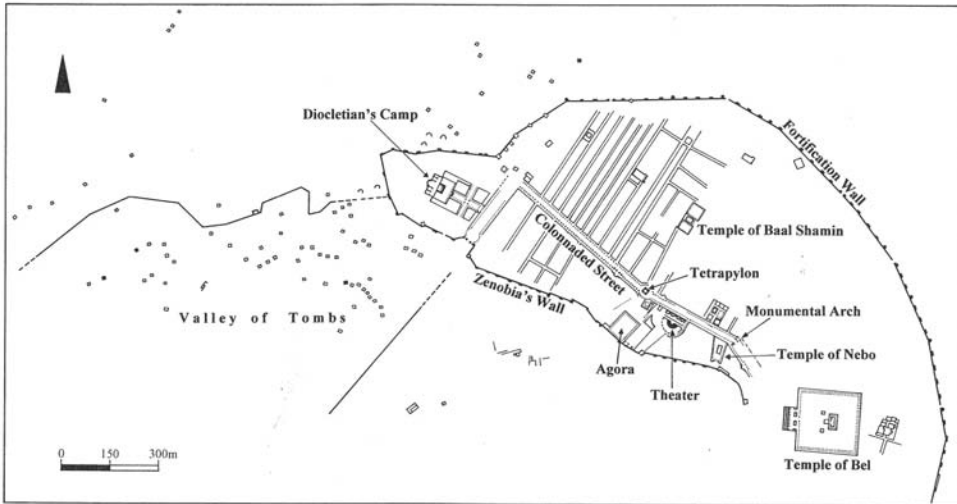 Diocletian's Camp
Fortification Wall
Colonnaded Street
Temple of Baal Shamin
Tetrapylon
Zenobia's Wall
Monumental Arch
Valley of Tombs
Temple of Nebo
Agora
Theater
0 150 300m
Temple of Bel